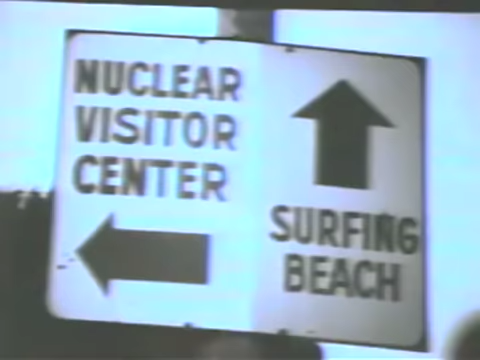 NUCLEAR
VISITOR
CENTER
SURFING
BEACH